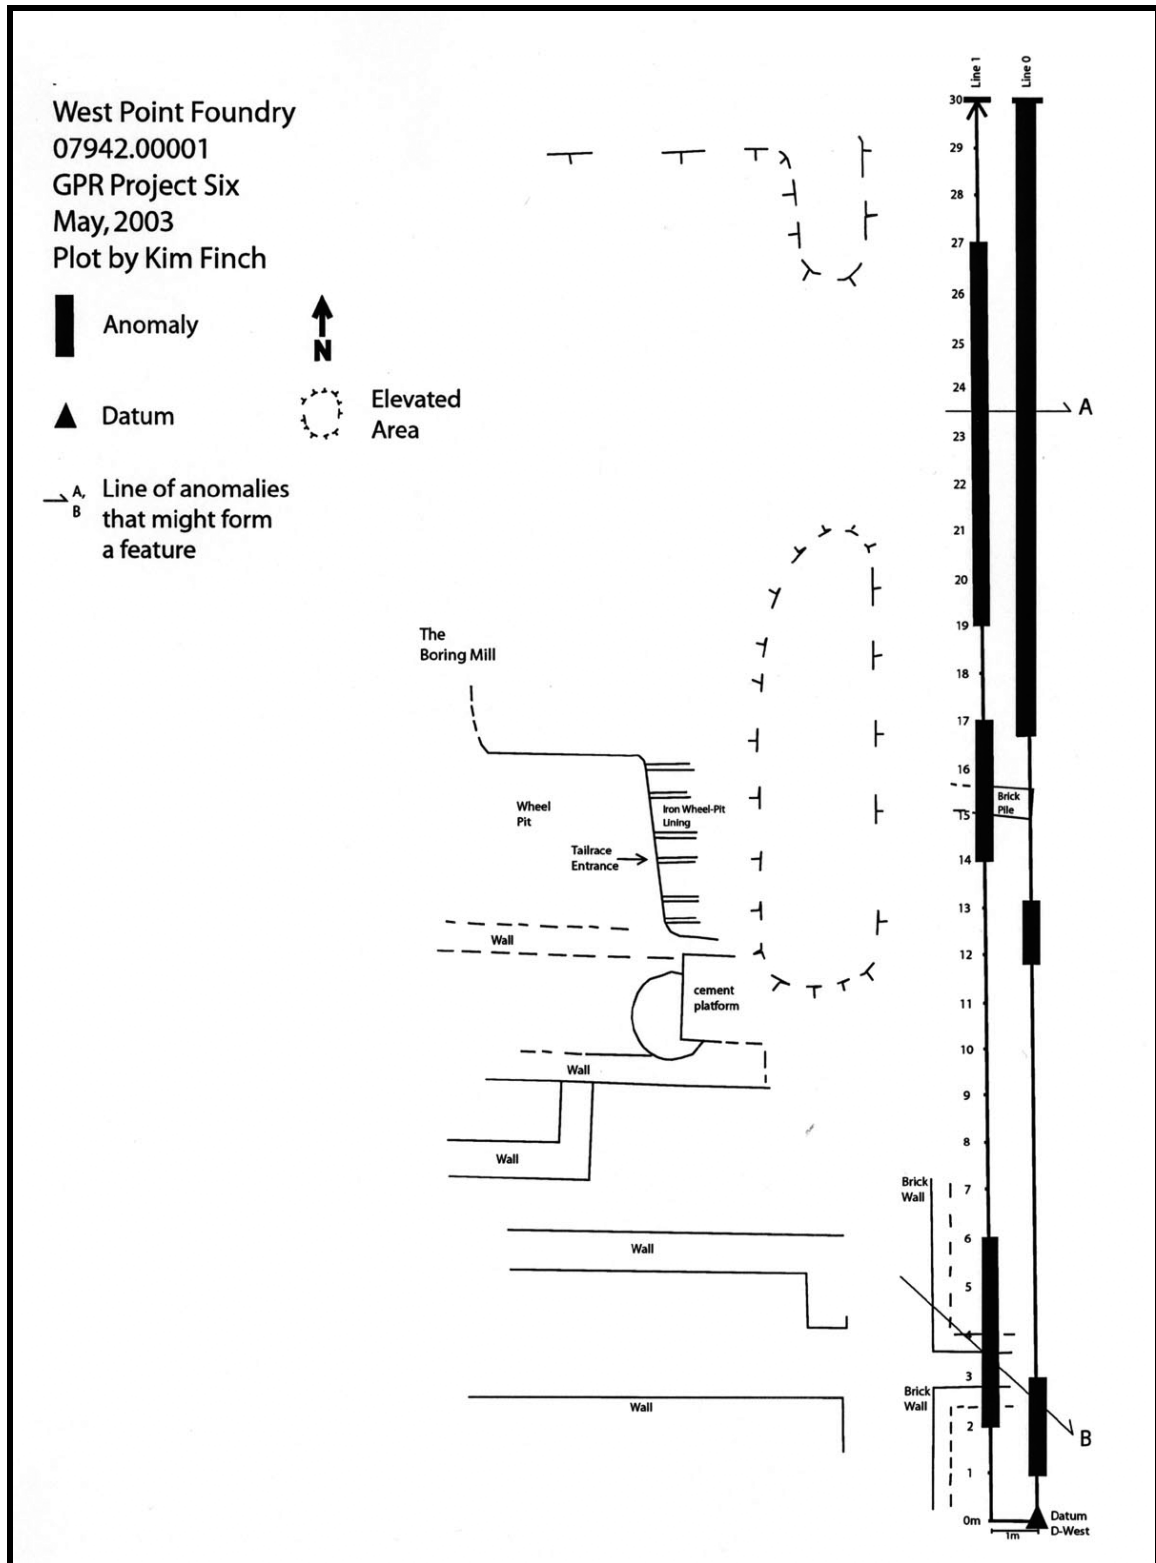 West Point Foundry
07942.00001
GPR Project Six
May, 2003
Plot by Kim Finch
Anomaly
N
Datum
Elevated
Area
A,
B
Line of anomalies
that might form
a feature
Line 1
Line 0
30
29
28
27
26
25
24
A
23
22
21
20
19
18
17
16
15
14
13
12
11
10
9
8
7
6
5
4
3
2
1
0m
The
Boring Mill
Wheel
Pit
Iron Wheel-Pit
Lining
Tailrace
Entrance
Brick
Pile
Wall
cement
platform
Wall
Wall
Brick
Wall
Wall
Brick
Wall
Wall
B
Datum
D-West
1m